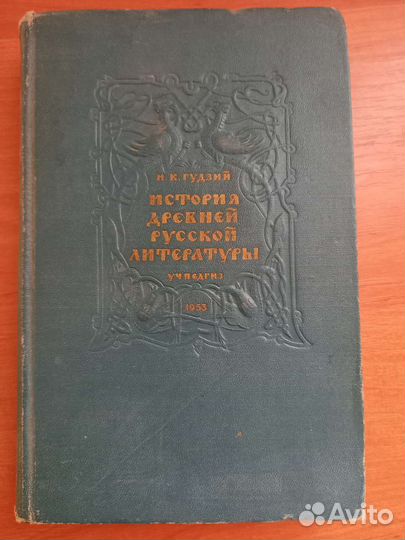 Н. К. ГУДЗИЙ
ИСТОРИЯ
ДРЕВНЕЙ
РУССКОЙ
ЛИТЕРАТУРЫ
УЧПЕДГИЗ
1953
Avito